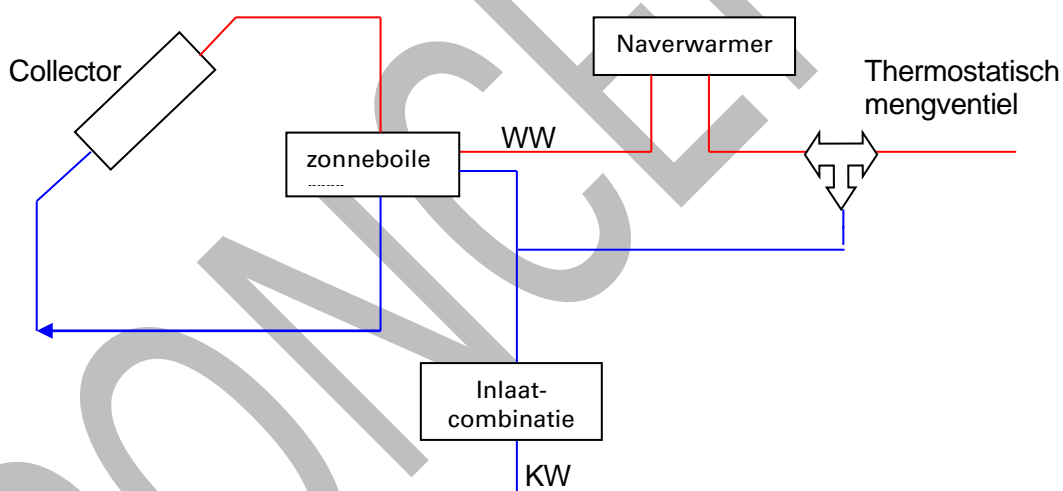 Naverwarmer
Collector
Thermostatisch
mengventiel
WW
zonneboile
Inlaat-
combinatie
KW